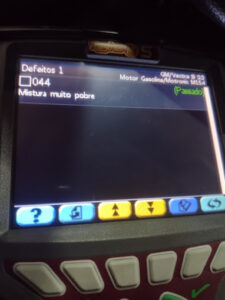 Defeitos 1
GM/Vectra B 2.2
Motor Gasolina/Motronic M1.5.4
044
(Passado)
Mistura muito pobre
?